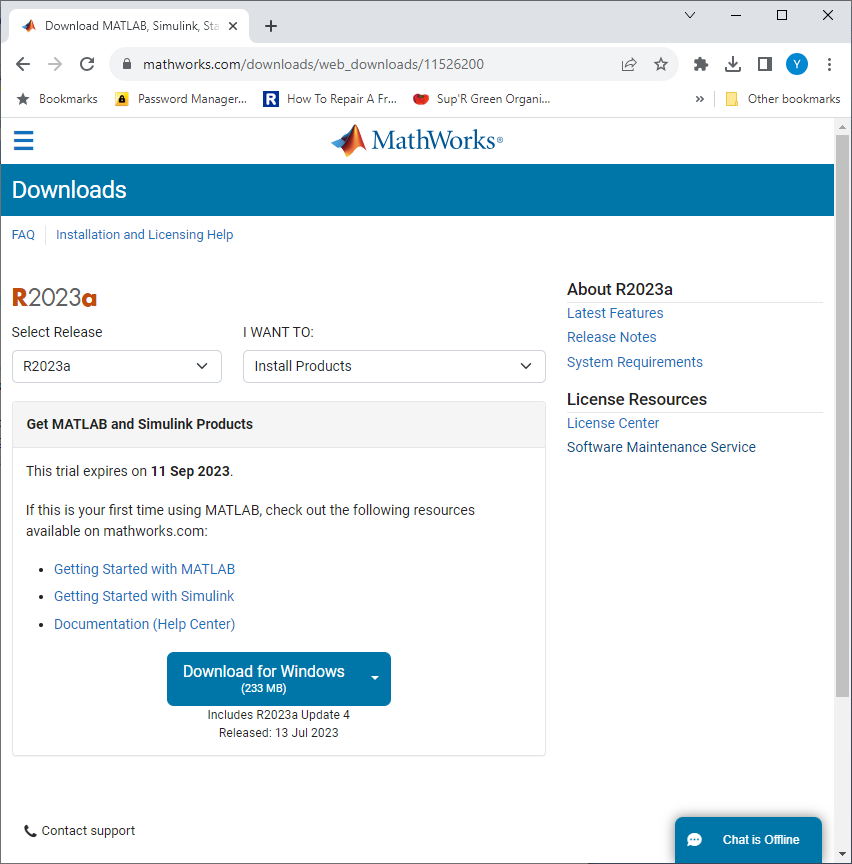 Download MATLAB, Simulink, Sta
mathworks.com/downloads/web_downloads/11526200
Y
Bookmarks
Password Manager...
How To Repair A Fr...
Sup'R Green Organi...
»
Other bookmarks
MathWorks®
Downloads
FAQ
Installation and Licensing Help
R2023a
Select Release
I WANT TO:
R2023a
Install Products
Get MATLAB and Simulink Products
This trial expires on 11 Sep 2023.
If this is your first time using MATLAB, check out the following resources
available on mathworks.com:
• Getting Started with MATLAB
• Getting Started with Simulink
• Documentation (Help Center)
Download for Windows
(233 MB)
Includes R2023a Update 4
Released: 13 Jul 2023
About R2023a
Latest Features
Release Notes
System Requirements
License Resources
License Center
Software Maintenance Service
Contact support
Chat is Offline